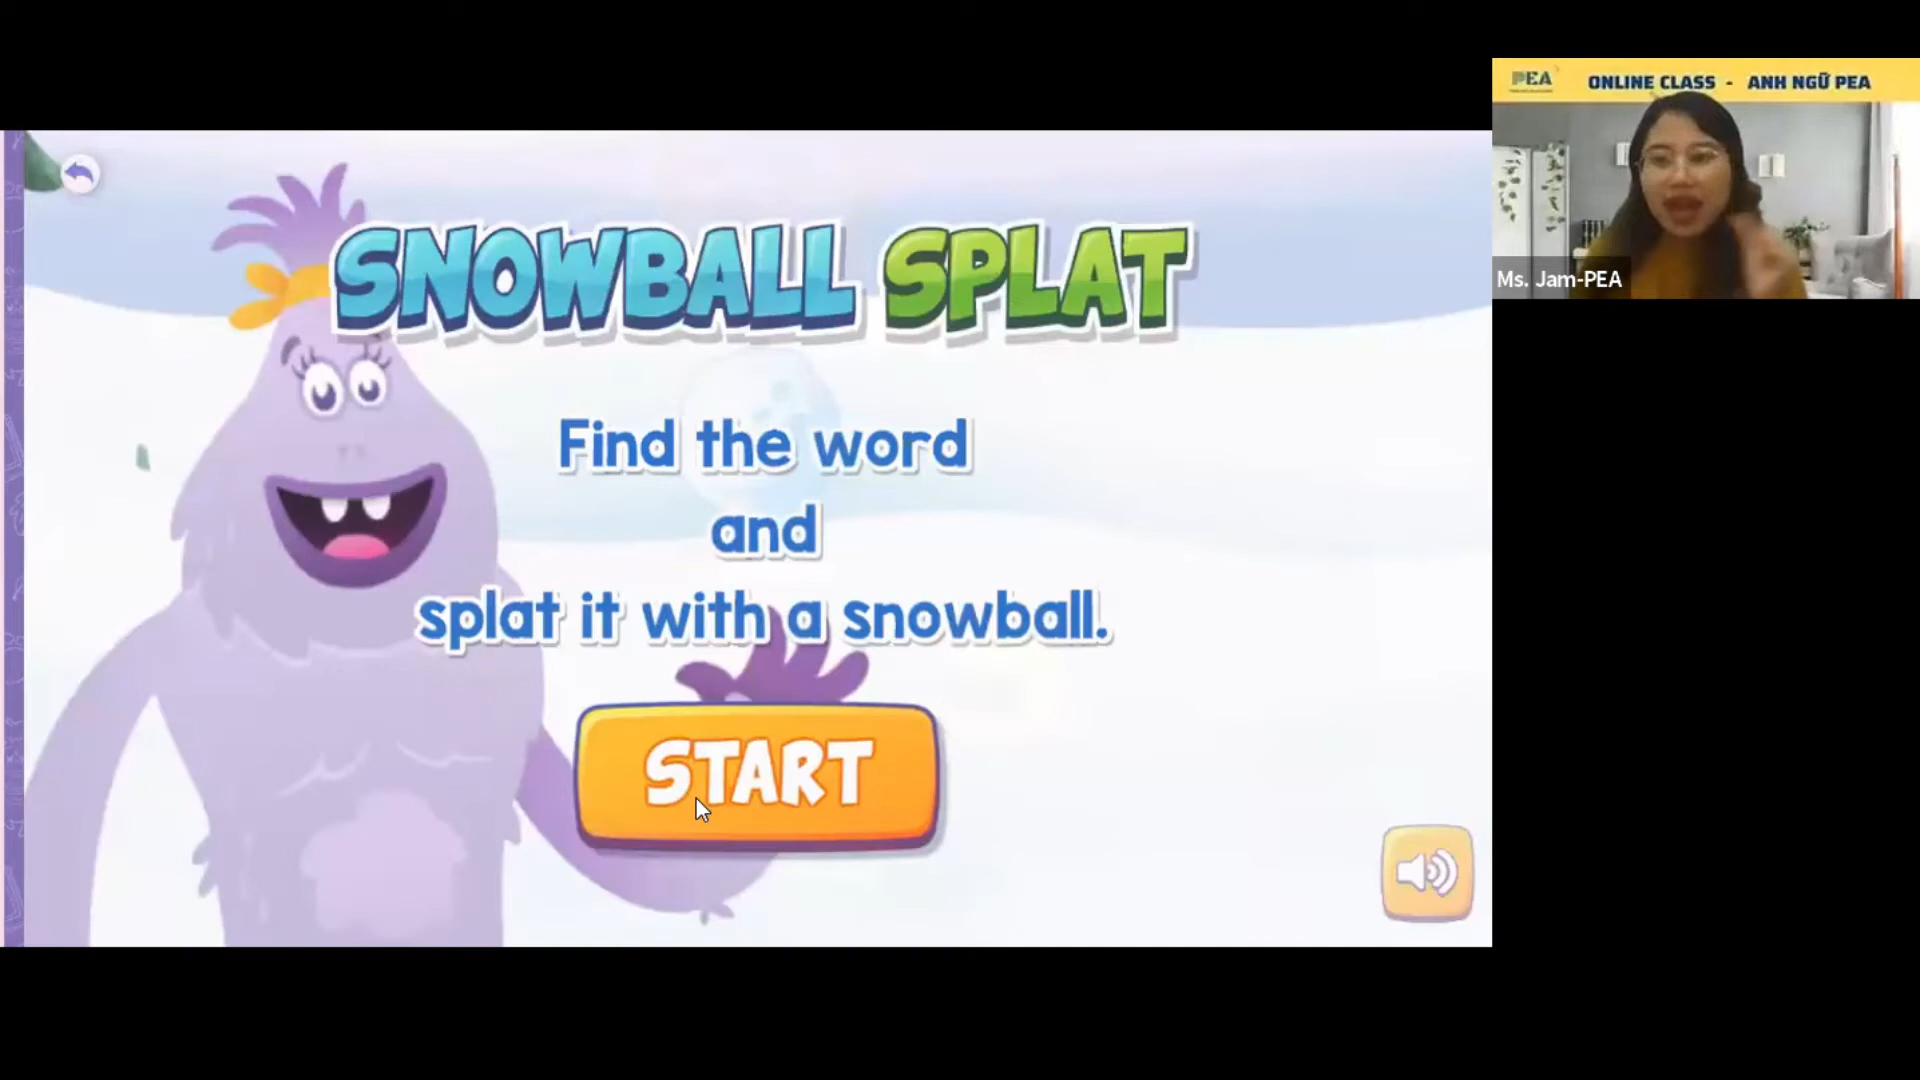 PEA
ONLINE CLASS - ANH NGỮ PEA
SNOWBALL SPLAT
Find the word
and
splat it with a snowball.
START
Ms. Jam-PEA